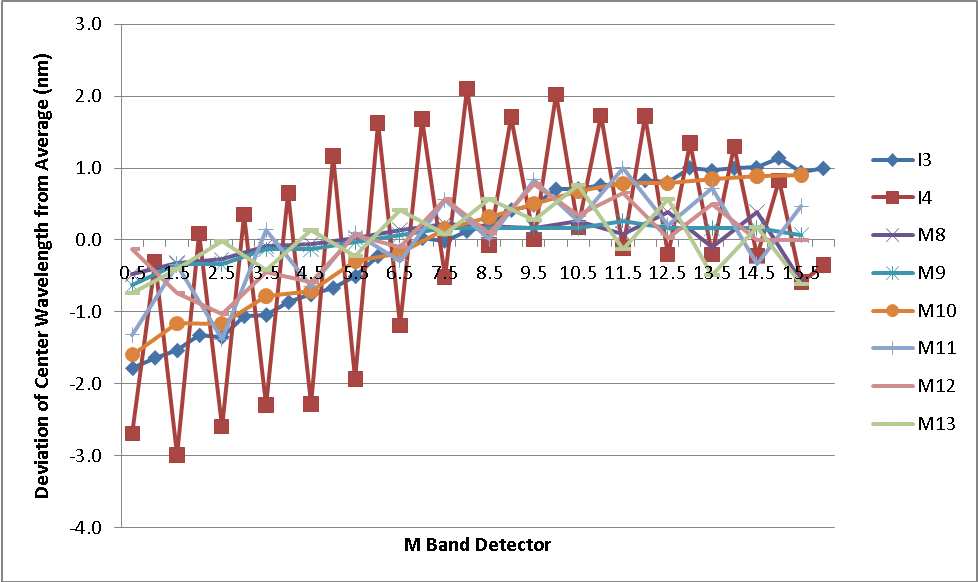 Deviation of Center Wavelength from Average (nm)
3.0
2.0
1.0
0.0
-1.0
-2.0
-3.0
-4.0
0.5 1.5 2.5 3.5 4.5 5.5 6.5 7.5 8.5 9.5 10.5 11.5 12.5 13.5 14.5 15.5
M Band Detector
I3
I4
M8
M9
M10
M11
M12
M13